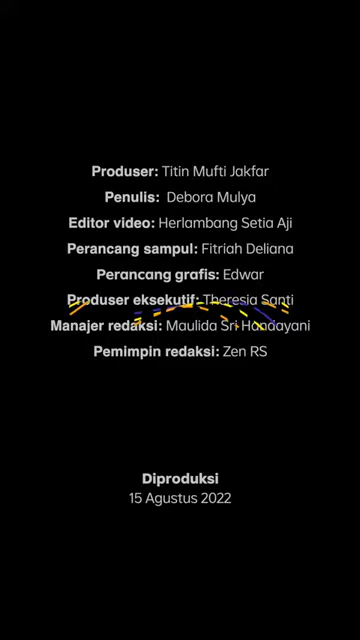 Produser: Titin Mufti Jakfar
Penulis: Debora Mulya
Editor video: Herlambang Setia Aji
Perancang sampul: Fitriah Deliana
Perancang grafis: Edwar
Produser eksekutif: Theresia Santi
Manajer redaksi: Maulida Sri Handayani
Pemimpin redaksi: Zen RS
Diproduksi
15 Agustus 2022